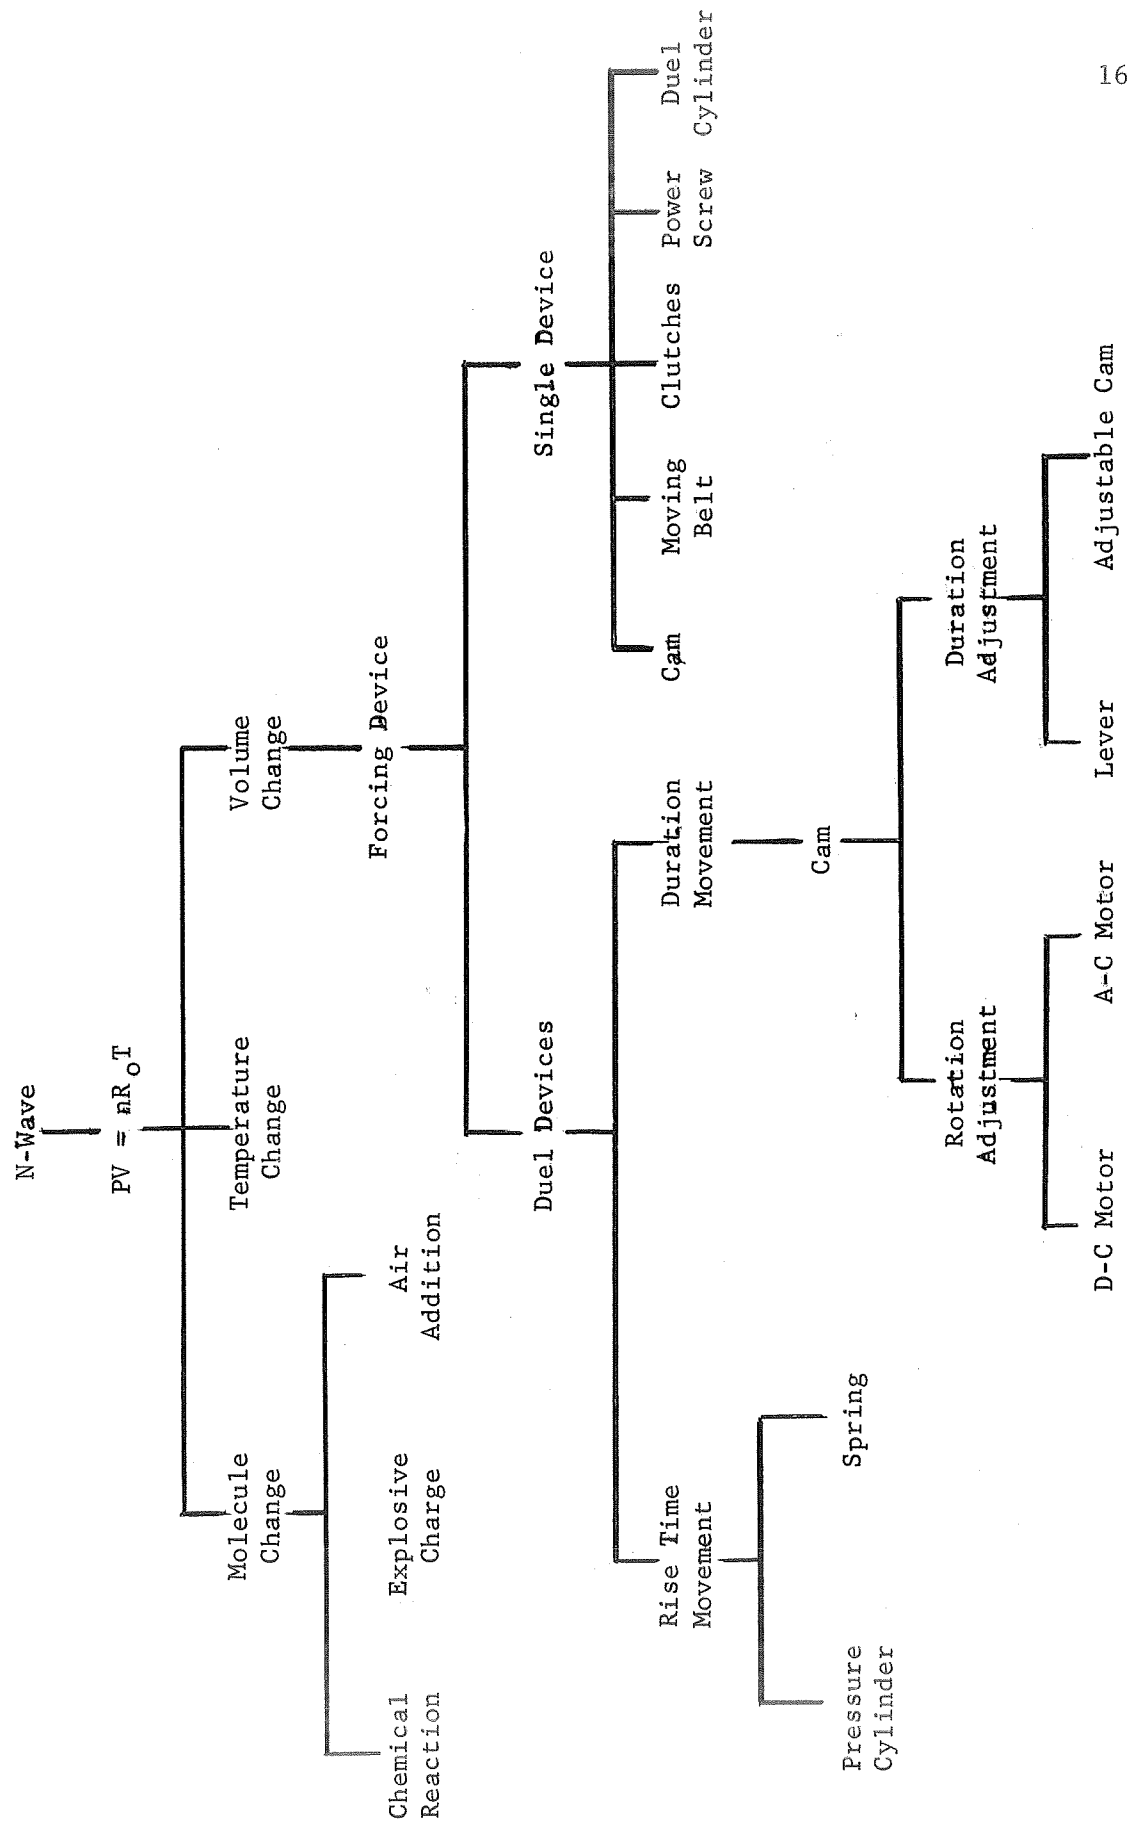 N-Wave
PV = nRoT
Molecule
Change
Temperature
Change
Volume
Change
Chemical
Reaction
Explosive
Charge
Air
Addition
Forcing Device
Duel Devices
Single Device
Rise Time
Movement
Duration
Movement
Cam
Moving
Belt
Clutches
Power
Screw
Duel
Cylinder
Pressure
Cylinder
Spring
Cam
Rotation
Adjustment
Duration
Adjustment
D-C Motor
A-C Motor
Lever
Adjustable Cam
16